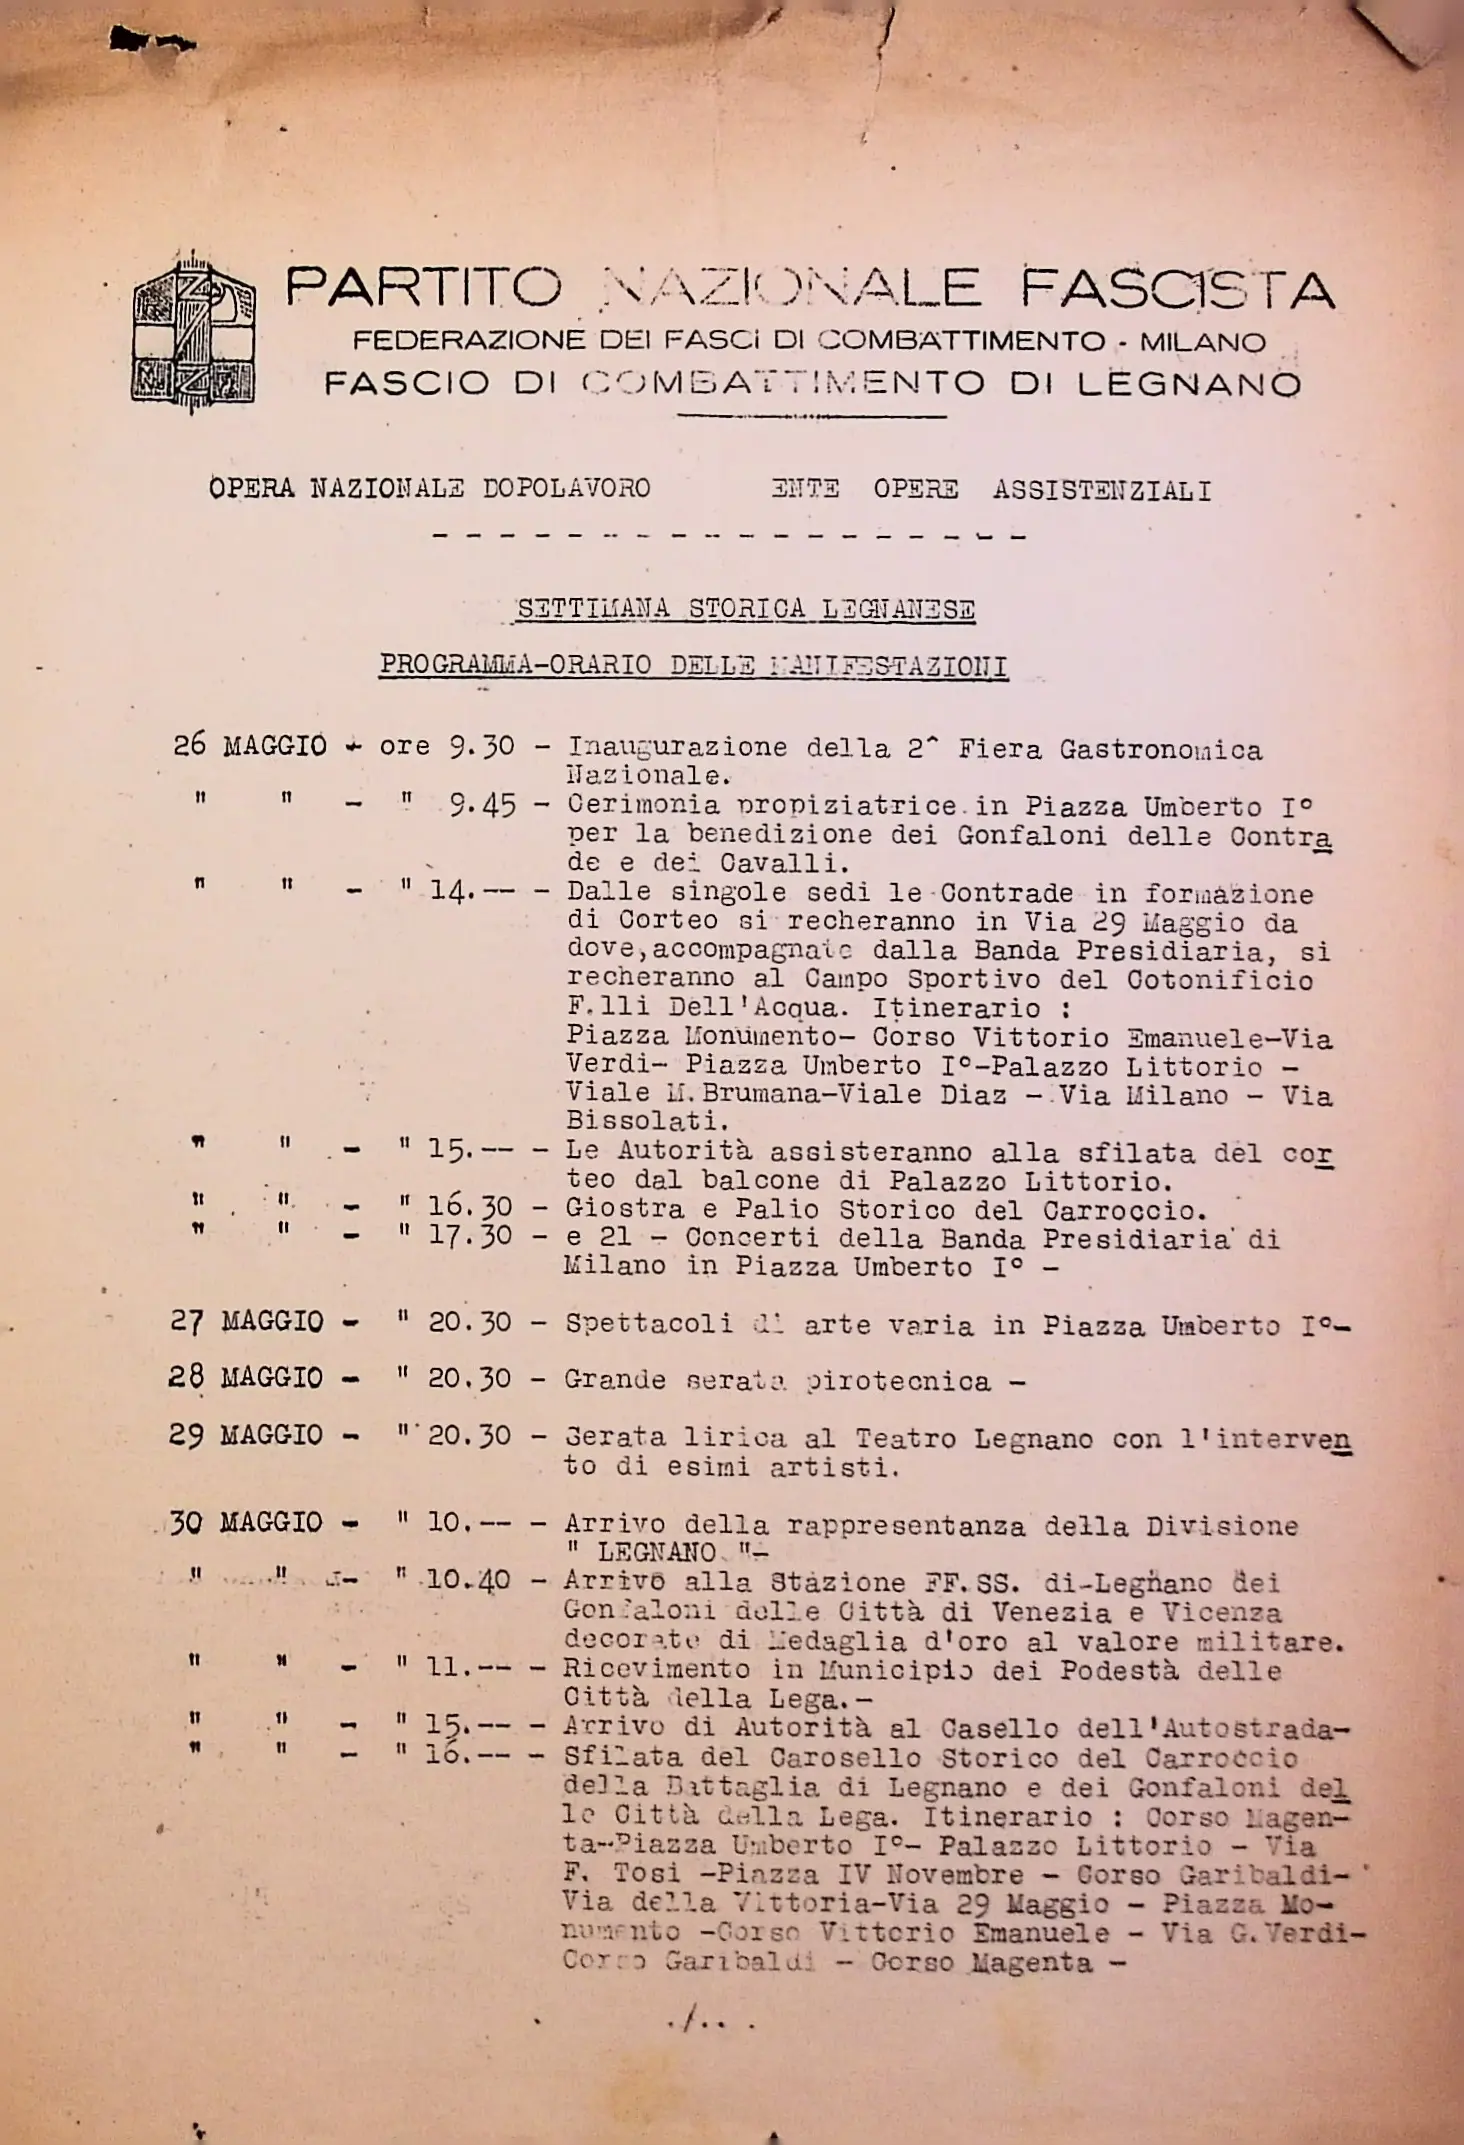 PARTITO NAZIONALE FASCISTA
FEDERAZIONE DEI FASCI DI COMBATTIMENTO - MILANO
FASCIO DI COMBATTIMENTO DI LEGNANO
P.N.F.
OPERA NAZIONALE DOPOLAVORO ENTE OPERE ASSISTENZIALI
SETTIMANA STORICA LEGNANESE
PROGRAMMA-ORARIO DELLE MANIFESTAZIONI
26 MAGGIO - ore 9.30 - Inaugurazione della 2^ Fiera Gastronomica
Nazionale.
" " - " 9.45 - Cerimonia propiziatrice in Piazza Umberto I°
per la benedizione dei Gonfaloni delle Contra
de e dei Cavalli.
" " - " 14.-- - Dalle singole sedi le Contrade in formazione
di Corteo si recheranno in Via 29 Maggio da
dove,accompagnate dalla Banda Presidiaria, si
recheranno al Campo Sportivo del Cotonificio
F.lli Dell'Acqua. Itinerario :
Piazza Monumento- Corso Vittorio Emanuele-Via
Verdi- Piazza Umberto I°-Palazzo Littorio -
Viale M.Brumana-Viale Diaz - Via Milano - Via
Bissolati.
" " - " 15.-- - Le Autorità assisteranno alla sfilata del cor
teo dal balcone di Palazzo Littorio.
" " - " 16.30 - Giostra e Palio Storico del Carroccio.
" " - " 17.30 - e 21 - Concerti della Banda Presidiaria di
Milano in Piazza Umberto I° -
27 MAGGIO - " 20.30 - Spettacoli di arte varia in Piazza Umberto I°-
28 MAGGIO - " 20.30 - Grande serata pirotecnica -
29 MAGGIO - " 20.30 - Serata lirica al Teatro Legnano con l'interven
to di esimi artisti.
30 MAGGIO - " 10.-- - Arrivo della rappresentanza della Divisione
" LEGNANO "-
" " - " 10.40 - Arrivo alla Stazione FF.SS. di-Legnano dei
Gonfaloni delle Città di Venezia e Vicenza
decorate di Medaglia d'oro al valore militare.
" " - " 11.-- - Ricevimento in Municipio dei Podestà delle
Città della Lega.-
" " - " 15.-- - Arrivo di Autorità al Casello dell'Autostrada-
" " - " 16.-- - Sfilata del Carosello Storico del Carroccio
della Battaglia di Legnano e dei Gonfaloni del
le Città della Lega. Itinerario : Corso Magen-
ta-Piazza Umberto I°- Palazzo Littorio - Via
F. Tosi -Piazza IV Novembre - Corso Garibaldi-
Via della Vittoria-Via 29 Maggio - Piazza Mo-
numento -Corso Vittorio Emanuele - Via G.Verdi-
Corso Garibaldi - Corso Magenta -
./.. .